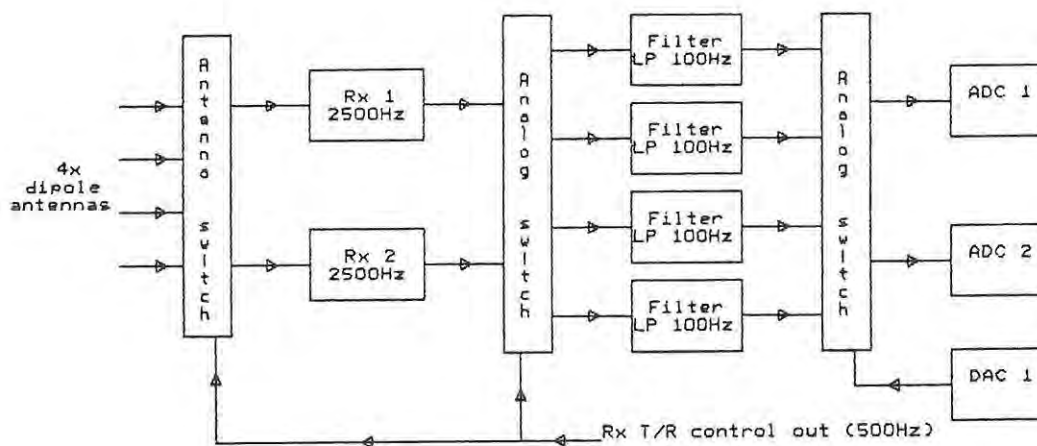 Antenna switch
4x
dipole
antennas
Rx 1
2500Hz
Rx 2
2500Hz
Analog switch
Filter
LP 100Hz
Filter
LP 100Hz
Filter
LP 100Hz
Filter
LP 100Hz
Analog switch
ADC 1
ADC 2
DAC 1
Rx T/R control out (500Hz)